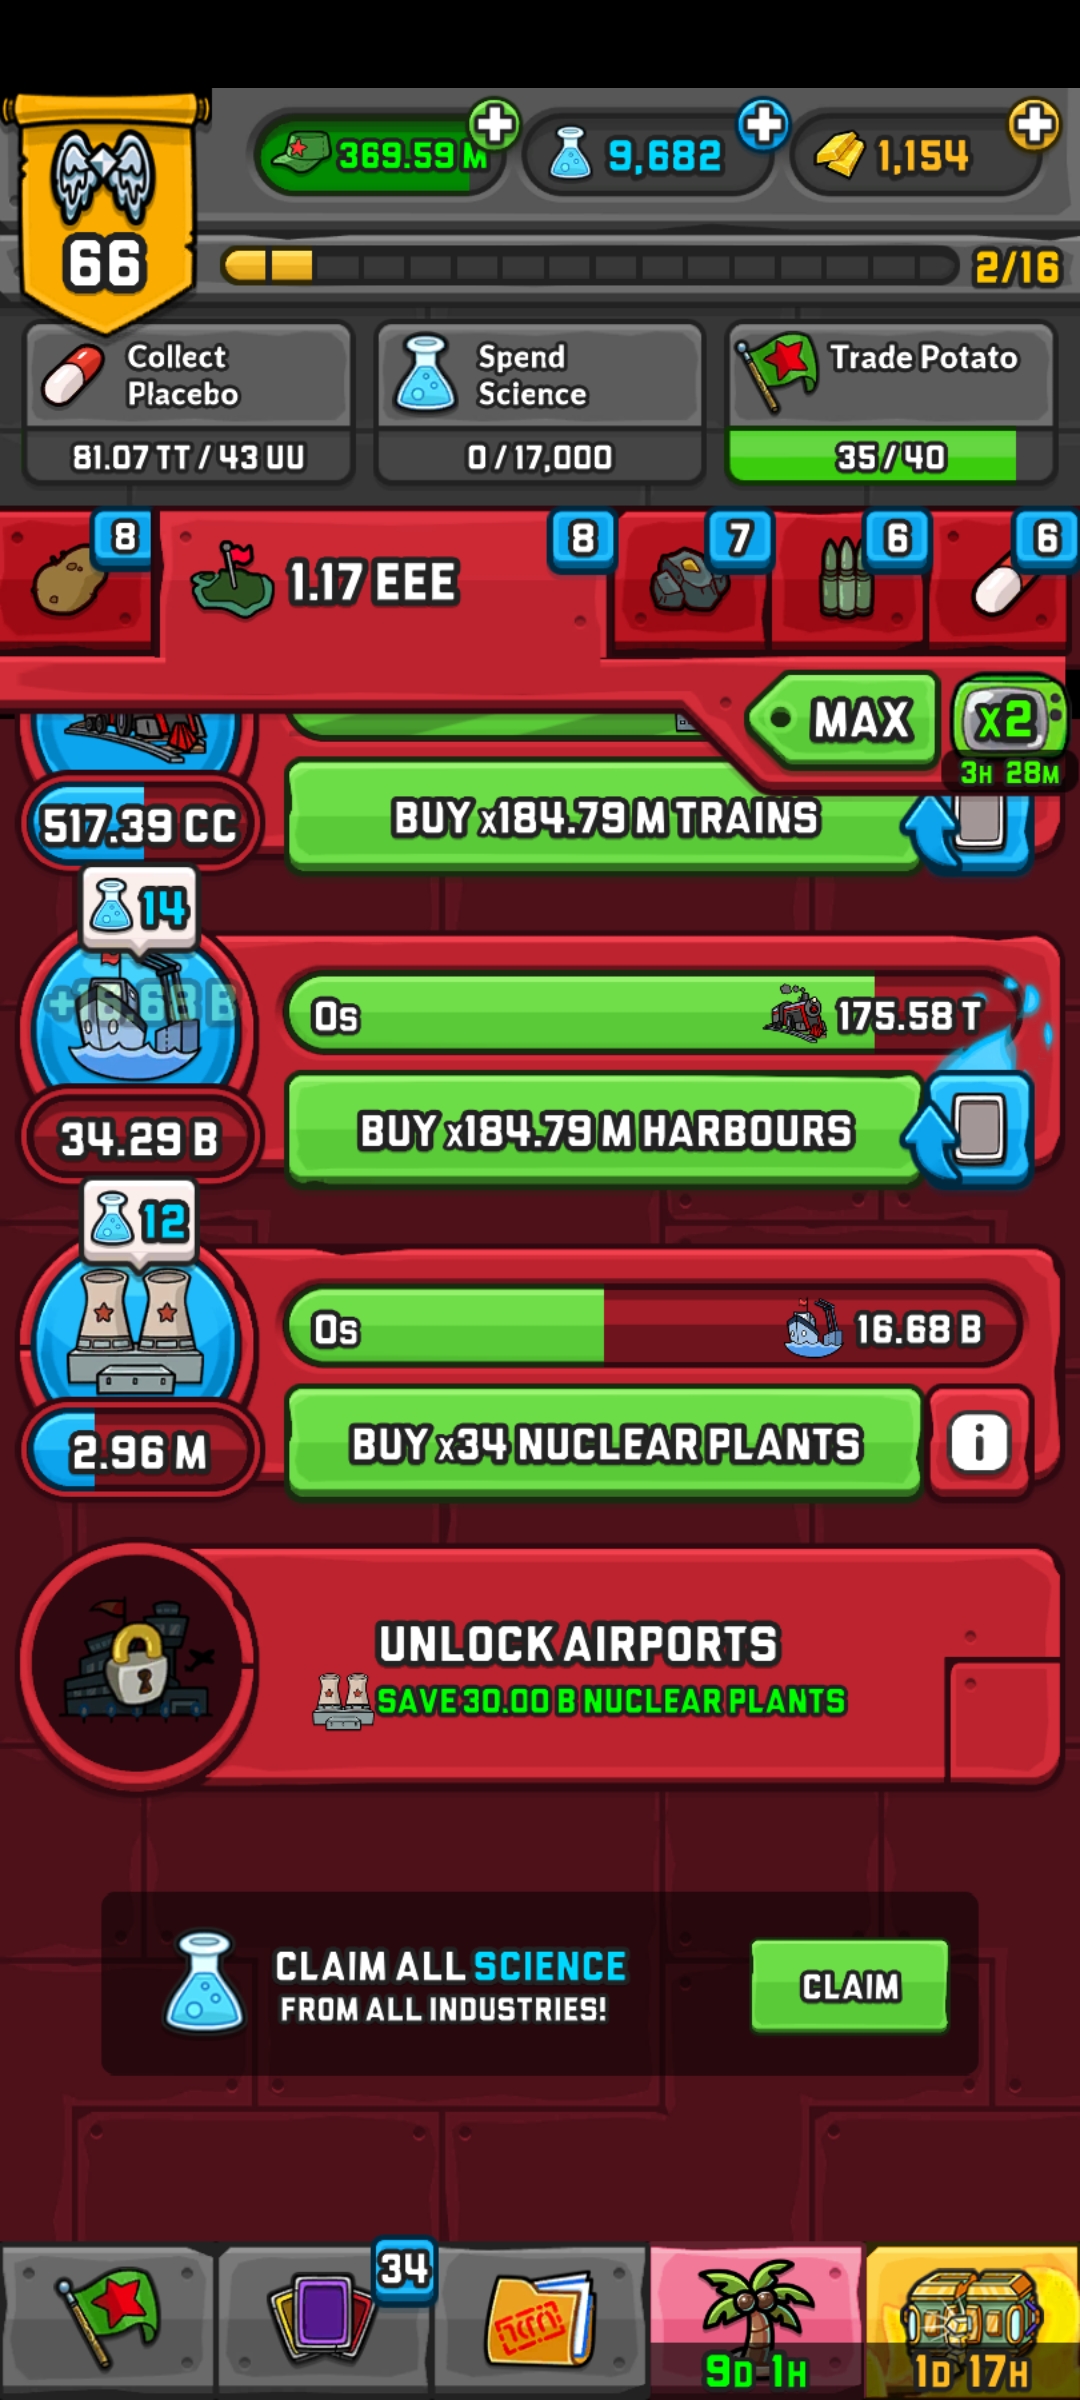 369.59 M
9,682
1,154
66
2/16
Collect
Placebo
Spend
Science
Trade Potato
81.07 TT / 43 UU
0 / 17,000
35 / 40
8
1.17 EEE
8
7
6
6
MAX
x2
3H 28M
517.39 CC
BUY x184.79 M TRAINS
14
0s
175.58 T
34.29 B
BUY x184.79 M HARBOURS
12
0s
16.68 B
2.96 M
BUY x34 NUCLEAR PLANTS
i
UNLOCK AIRPORTS
SAVE 30.00 B NUCLEAR PLANTS
CLAIM ALL SCIENCE
FROM ALL INDUSTRIES!
CLAIM
34
9D 1H
1D 17H